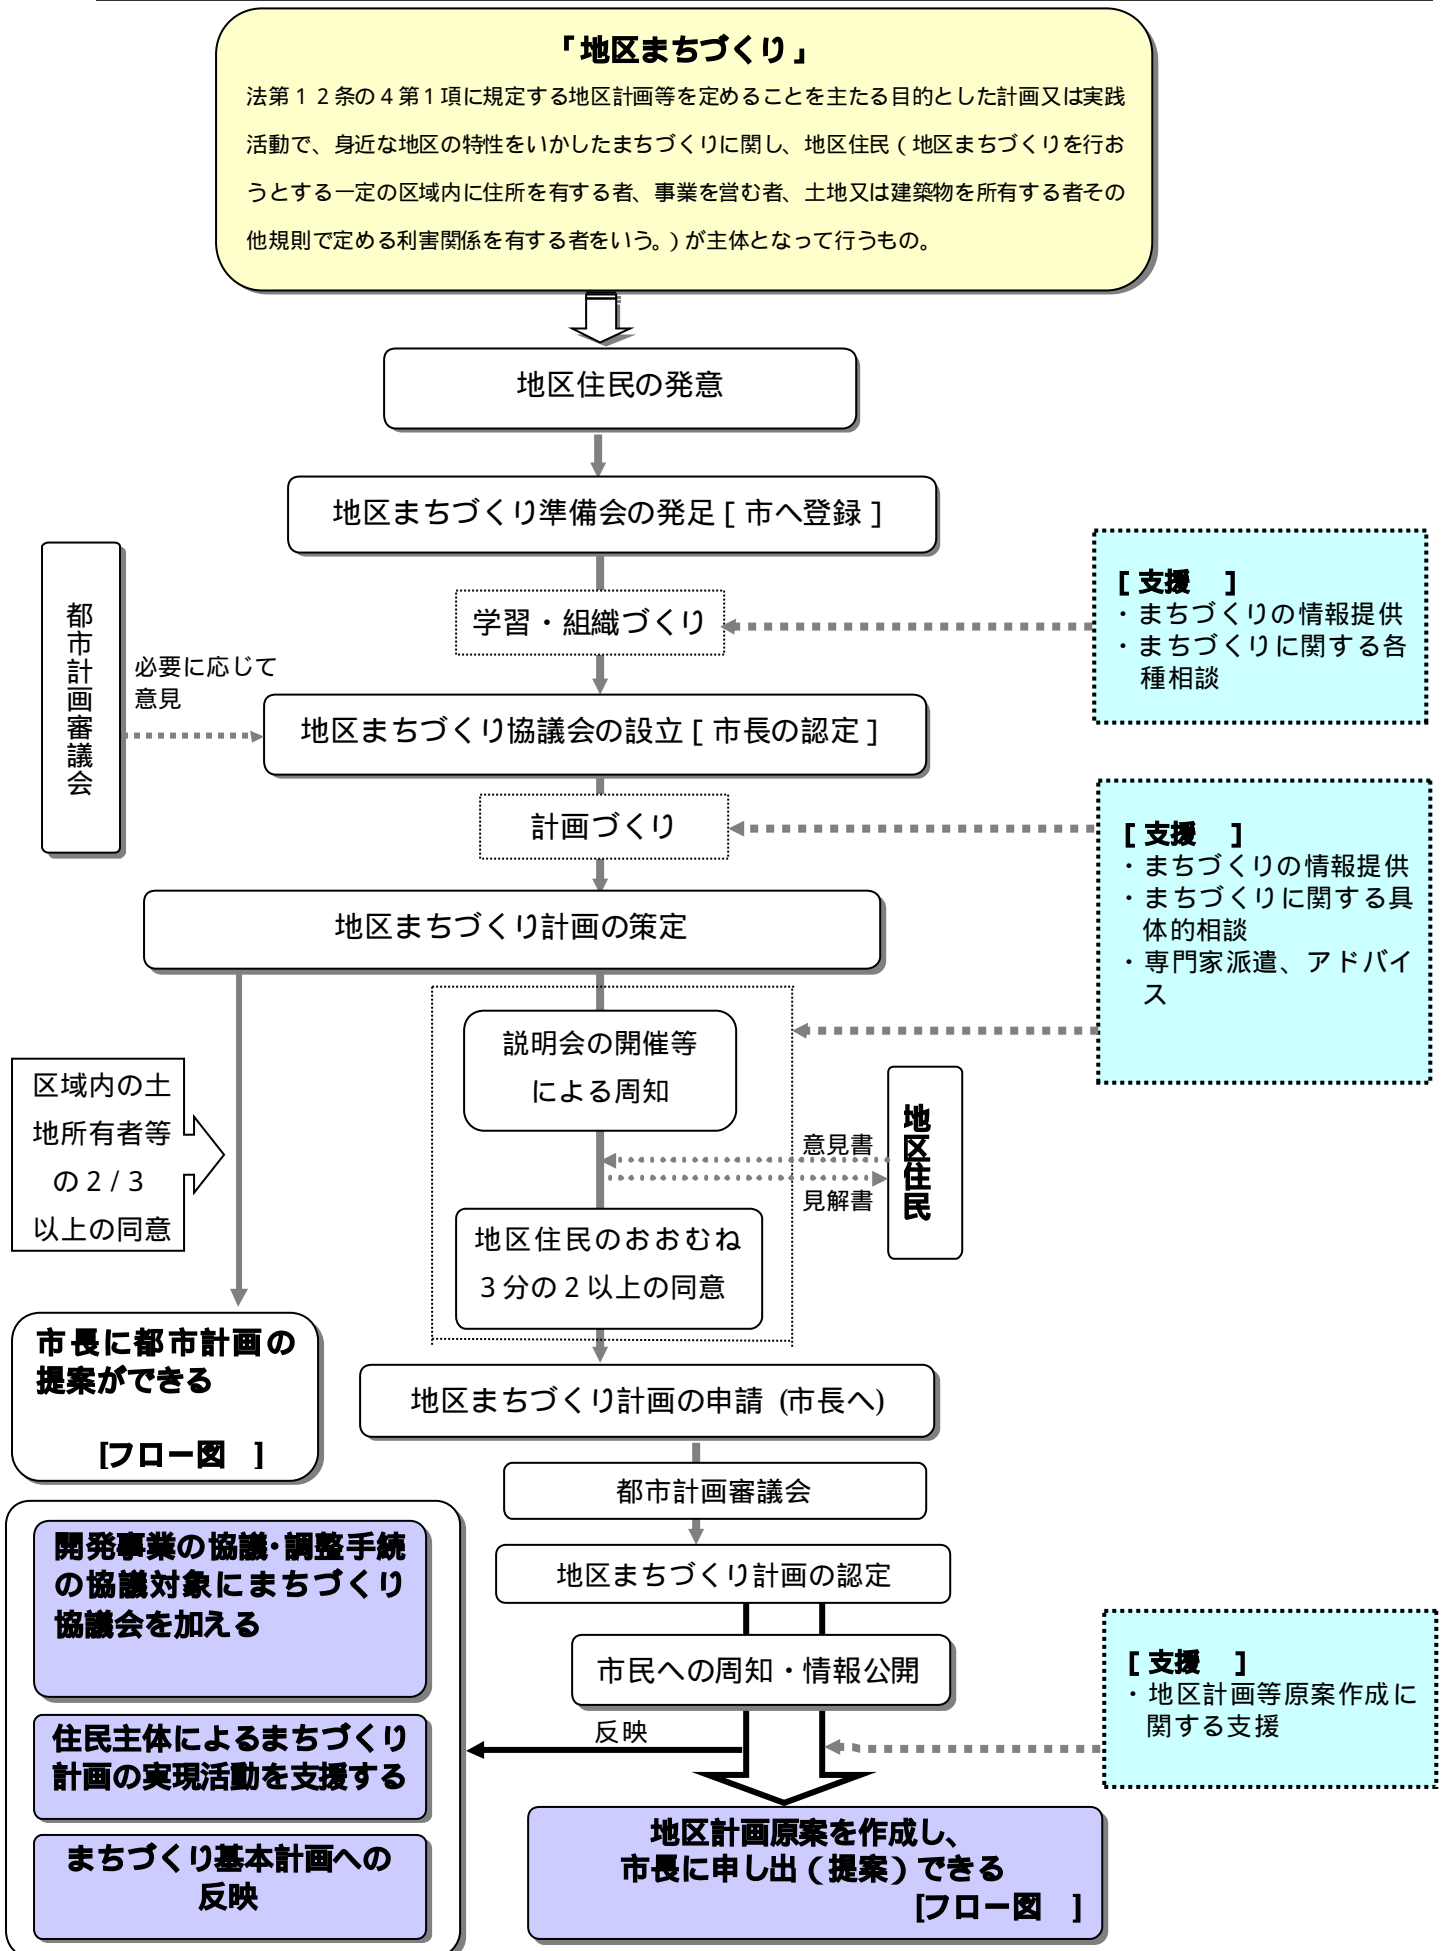 「地区まちづくり」
法第12条の4第1項に規定する地区計画等を定めることを主たる目的とした計画又は実践
活動で、身近な地区の特性をいかしたまちづくりに関し、地区住民(地区まちづくりを行お
うとする一定の区域内に住所を有する者、事業を営む者、土地又は建築物を所有する者その
他規則で定める利害関係を有する者をいう。)が主体となって行うもの。
地区住民の発意
地区まちづくり準備会の発足[市へ登録]
学習・組織づくり
[支援 ]
・まちづくりの情報提供
・まちづくりに関する各
種相談
都市計画審議会
必要に応じて
意見
地区まちづくり協議会の設立[市長の認定]
計画づくり
[支援 ]
・まちづくりの情報提供
・まちづくりに関する具
体的相談
・専門家派遣、アドバイ
ス
地区まちづくり計画の策定
説明会の開催等
による周知
区域内の土
地所有者等
の2/3
以上の同意
意見書
見解書
地区住民
地区住民のおおむね
3分の2以上の同意
市長に都市計画の
提案ができる
[フロー図 ]
地区まちづくり計画の申請(市長へ)
都市計画審議会
地区まちづくり計画の認定
市民への周知・情報公開
反映
[支援 ]
・地区計画等原案作成に
関する支援
開発事業の協議・調整手続
の協議対象にまちづくり
協議会を加える
住民主体によるまちづくり
計画の実現活動を支援する
まちづくり基本計画への
反映
地区計画原案を作成し、
市長に申し出(提案)できる
[フロー図 ]